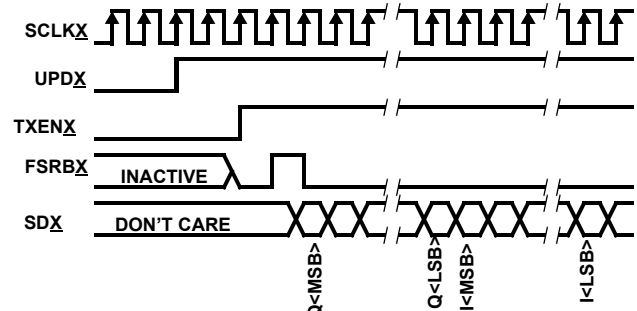 SCLKX
UPDX
TXENX
FSRBX
INACTIVE
SDX
DON'T CARE
Q<MSB>
Q<LSB>
I<MSB>
I<LSB>